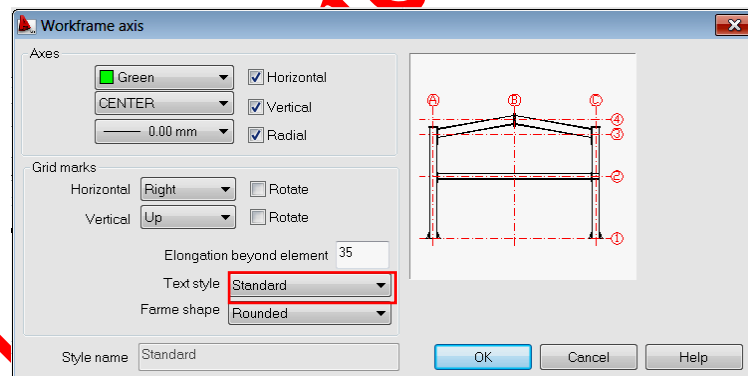 Workframe axis
Axes
Green
Horizontal
CENTER
Vertical
0.00 mm
Radial
Grid marks
Horizontal Right Rotate
Vertical Up Rotate
Elongation beyond element 35
Text style Standard
Farme shape Rounded
Style name Standard
A B C
4
3
2
1
OK Cancel Help